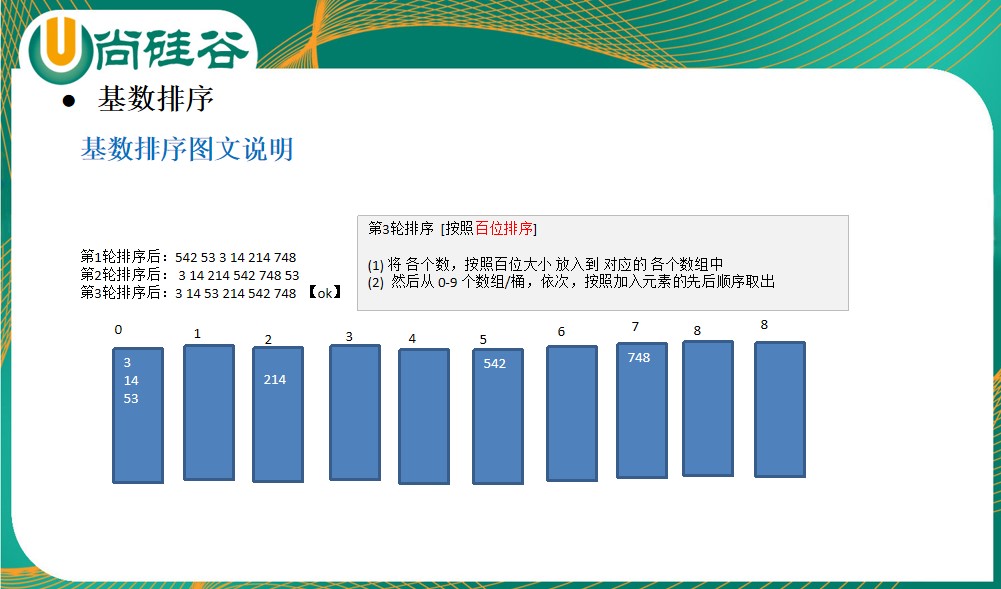 尚硅谷
● 基数排序
基数排序图文说明
第3轮排序 [按照百位排序]
(1) 将 各个数，按照百位大小 放入到 对应的 各个数组中
(2) 然后从 0-9 个数组/桶，依次，按照加入元素的先后顺序取出
第1轮排序后：542 53 3 14 214 748
第2轮排序后： 3 14 214 542 748 53
第3轮排序后：3 14 53 214 542 748 【ok】
0 1 2 3 4 5 6 7 8 8
3
14
53
214
542
748